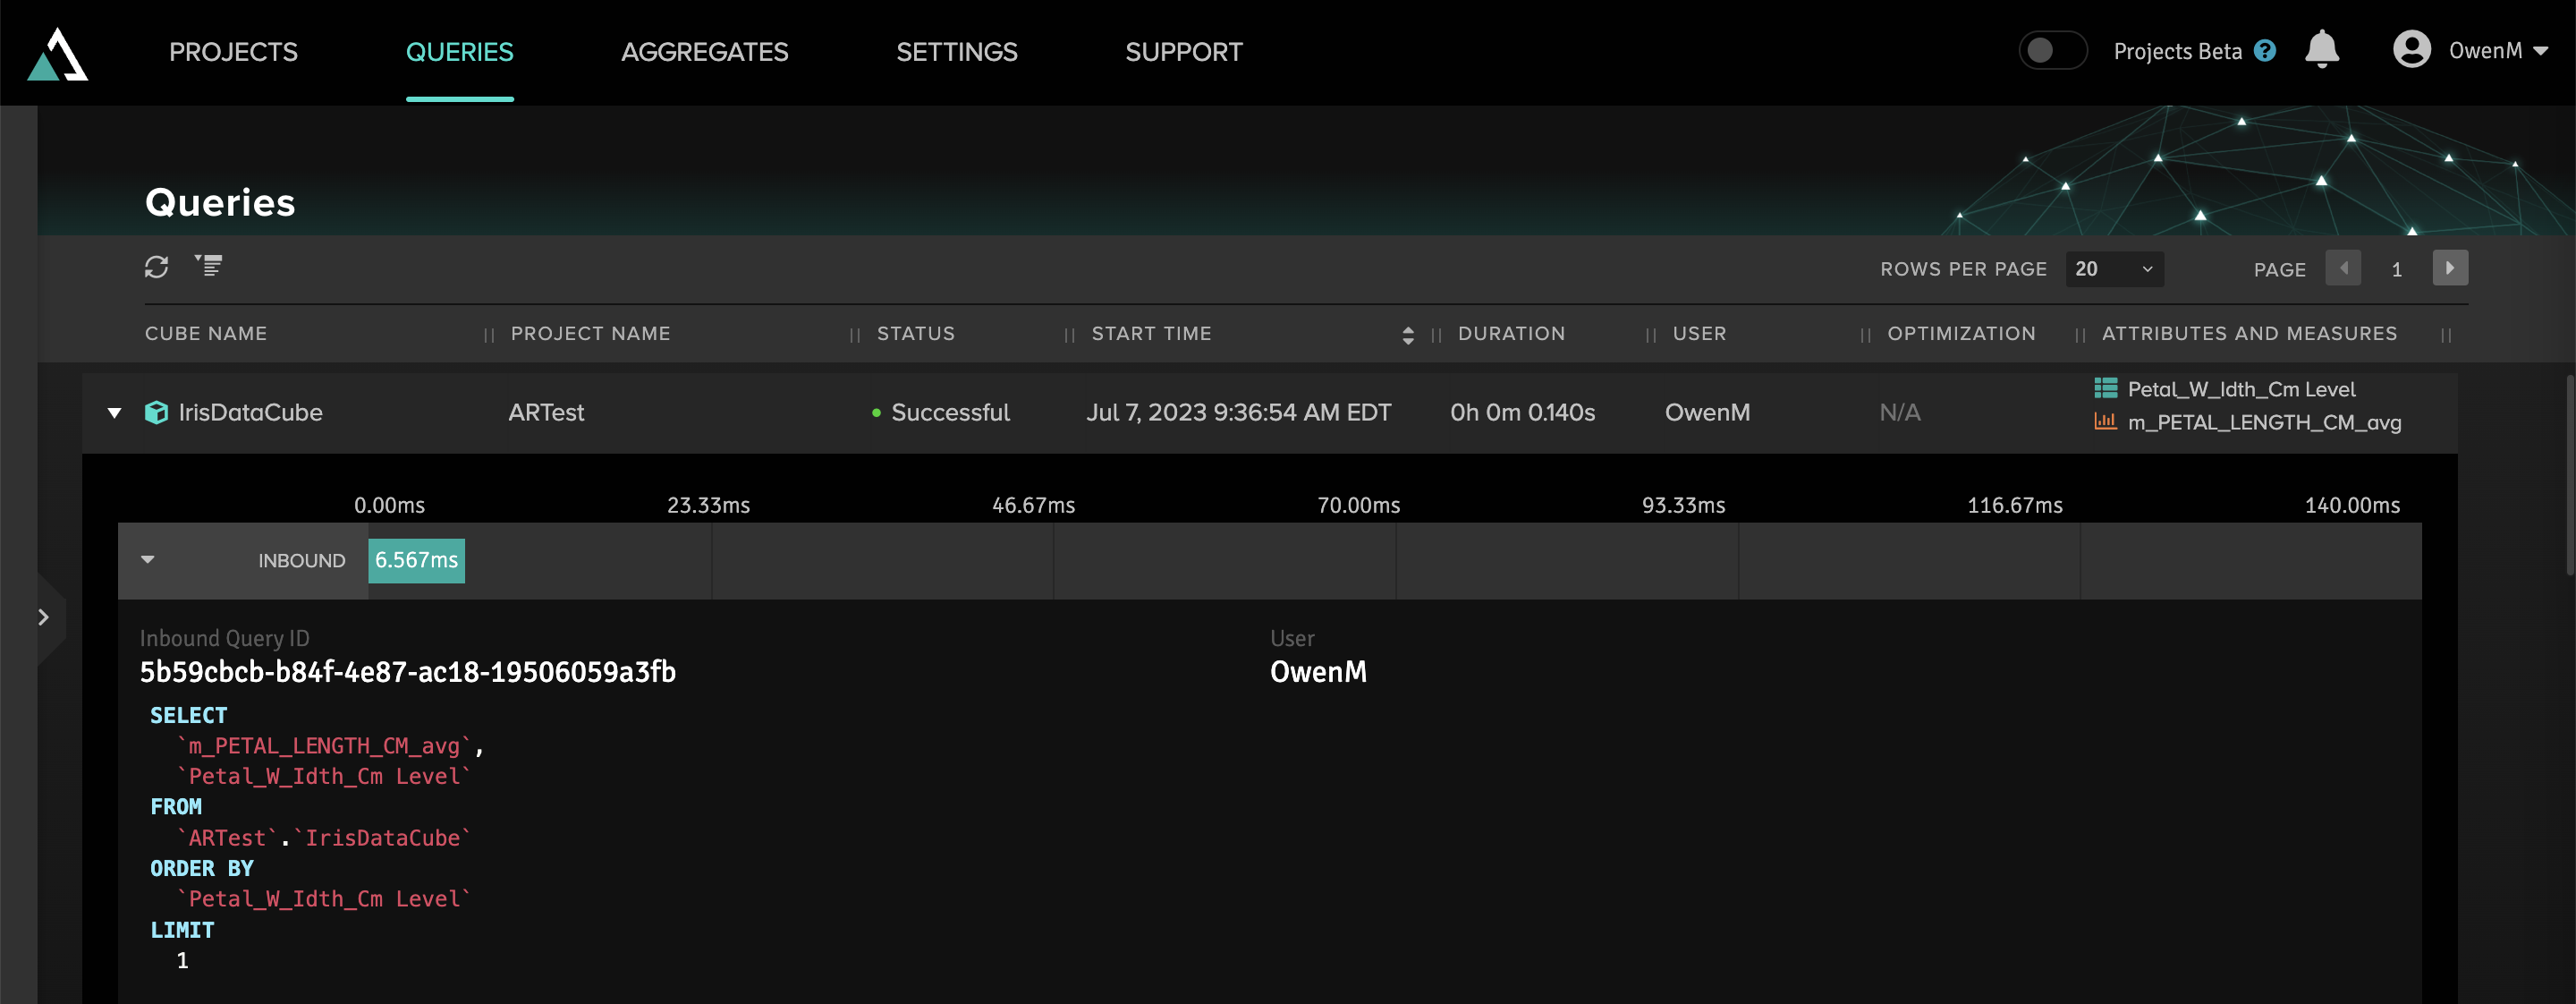 PROJECTS QUERIES AGGREGATES SETTINGS SUPPORT Projects Beta ? OwenM
Queries
ROWS PER PAGE 20 PAGE 1
CUBE NAME PROJECT NAME STATUS START TIME DURATION USER OPTIMIZATION ATTRIBUTES AND MEASURES
IrisDataCube ARTest Successful Jul 7, 2023 9:36:54 AM EDT 0h 0m 0.140s OwenM N/A Petal_W_Idth_Cm Level
m_PETAL_LENGTH_CM_avg
0.00ms 23.33ms 46.67ms 70.00ms 93.33ms 116.67ms 140.00ms
INBOUND 6.567ms
Inbound Query ID User
5b59cbcb-b84f-4e87-ac18-19506059a3fb OwenM
SELECT
`m_PETAL_LENGTH_CM_avg`,
`Petal_W_Idth_Cm Level`
FROM
`ARTest`.`IrisDataCube`
ORDER BY
`Petal_W_Idth_Cm Level`
LIMIT
1